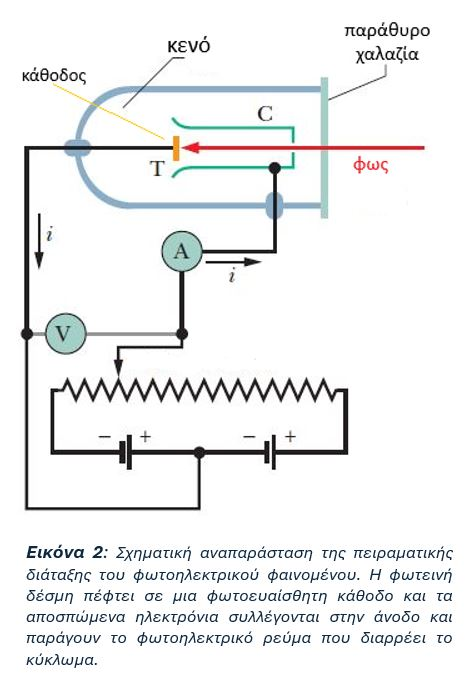 παράθυρο
χαλαζία
κενό
κάθοδος
C
T
φως
i
A
i
V
− +
− +
Εικόνα 2: Σχηματική αναπαράσταση της πειραματικής
διάταξης του φωτοηλεκτρικού φαινομένου. Η φωτεινή
δέσμη πέφτει σε μια φωτοευαίσθητη κάθοδο και τα
αποσπώμενα ηλεκτρόνια συλλέγονται στην άνοδο και
παράγουν το φωτοηλεκτρικό ρεύμα που διαρρέει το
κύκλωμα.